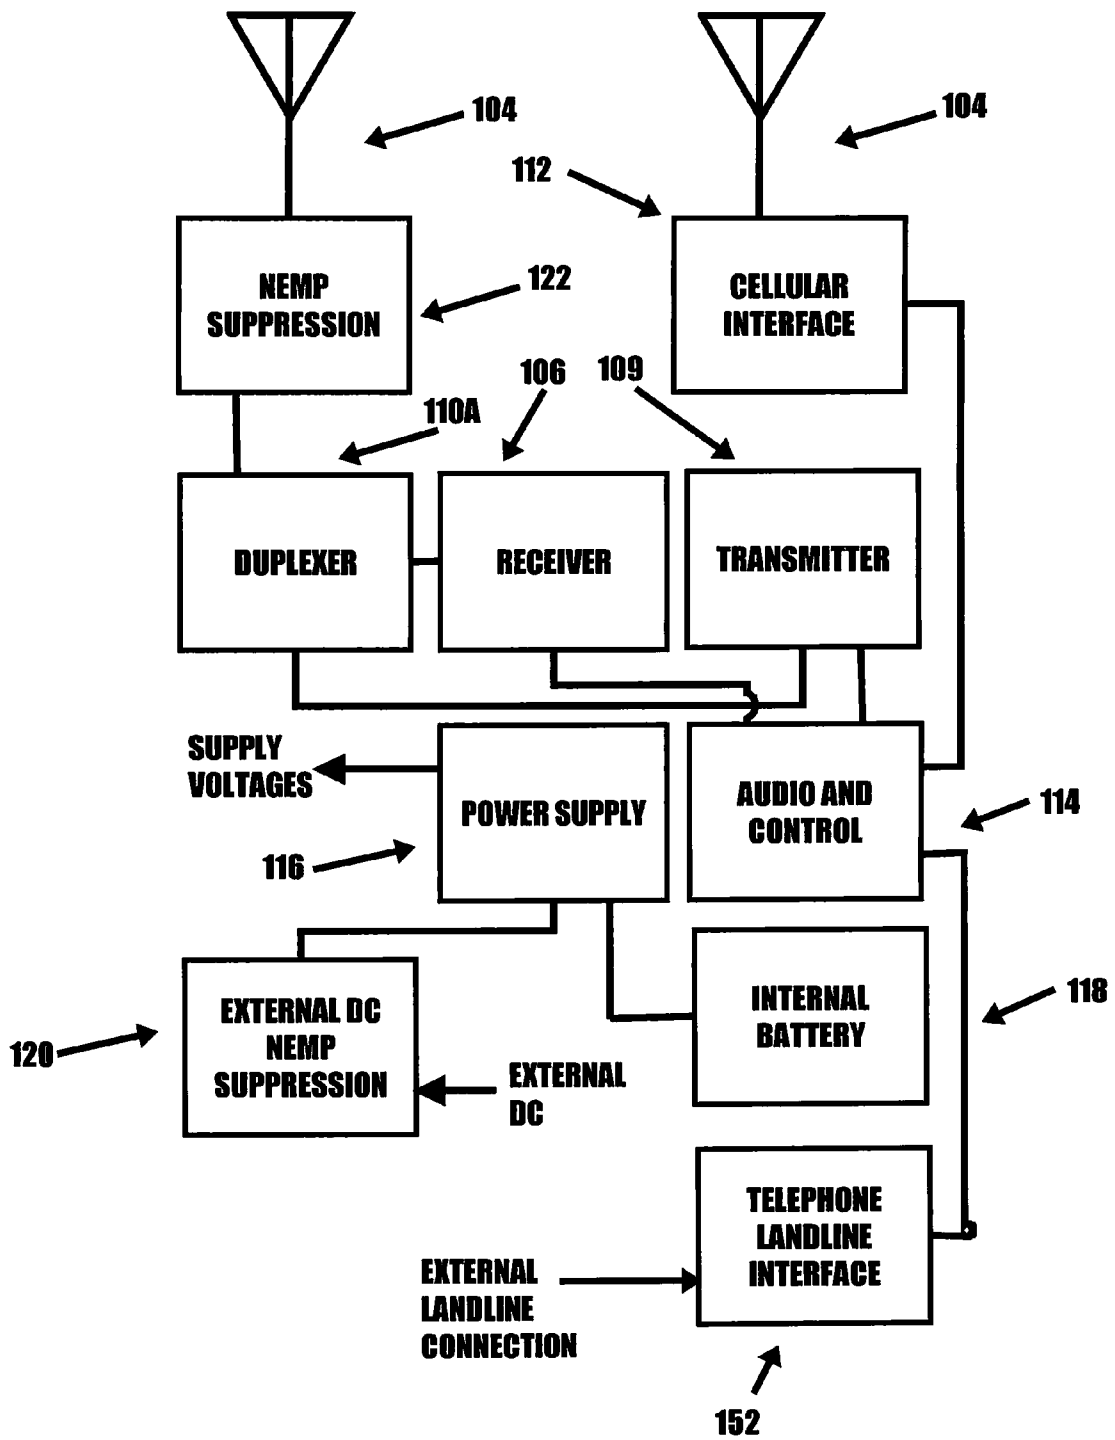 104
104
112
NEMP
SUPPRESSION
122
CELLULAR
INTERFACE
106
109
110A
DUPLEXER
RECEIVER
TRANSMITTER
SUPPLY
VOLTAGES
POWER SUPPLY
AUDIO AND
CONTROL
114
116
EXTERNAL DC
NEMP
SUPPRESSION
120
EXTERNAL
DC
INTERNAL
BATTERY
118
TELEPHONE
LANDLINE
INTERFACE
EXTERNAL
LANDLINE
CONNECTION
152